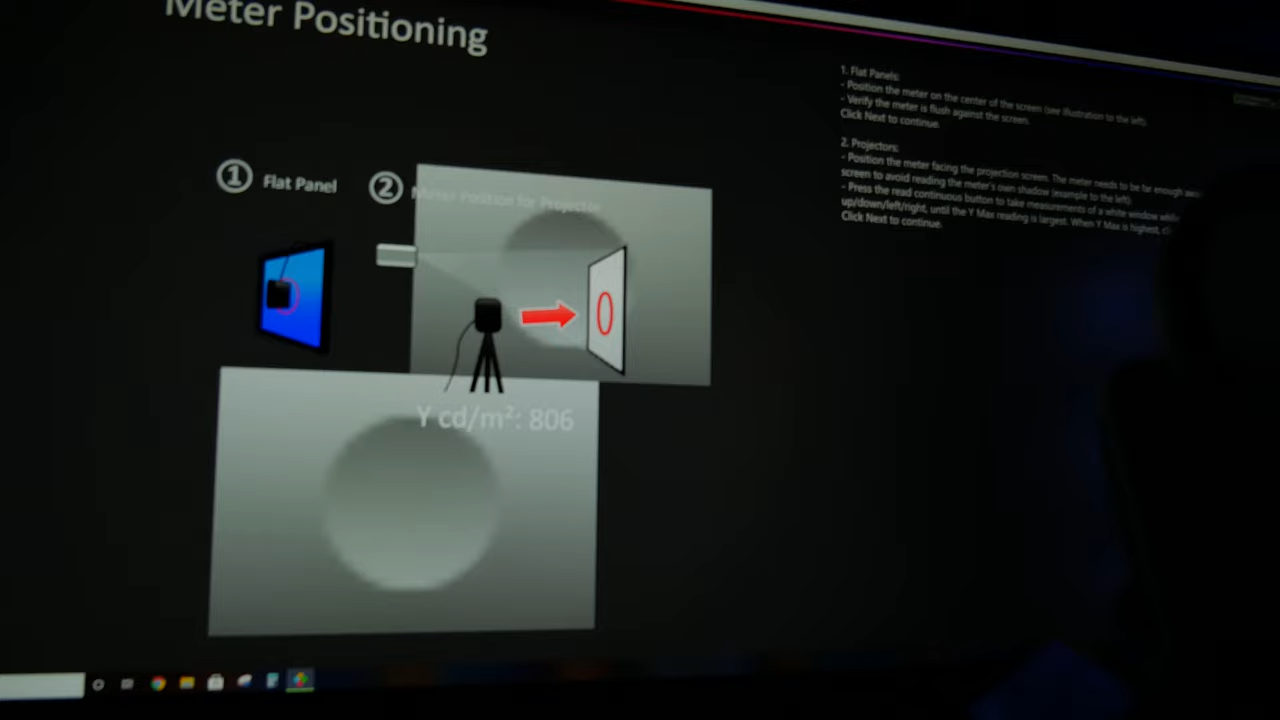 Meter Positioning
① Flat Panel
② Meter Position for Projector
Y cd/m²: 806
1. Flat Panels:
- Position the meter on the center of the screen (see illustration to the left).
- Verify the meter is flush against the screen.
Click Next to continue.
2. Projectors:
- Position the meter facing the projection screen. The meter needs to be far enough
screen to avoid reading the meter's own shadow (example to the left).
- Press the read continuous button to take measurements of a white window while
up/down/left/right, until the Y Max reading is largest. When Y Max is highest,
Click Next to continue.